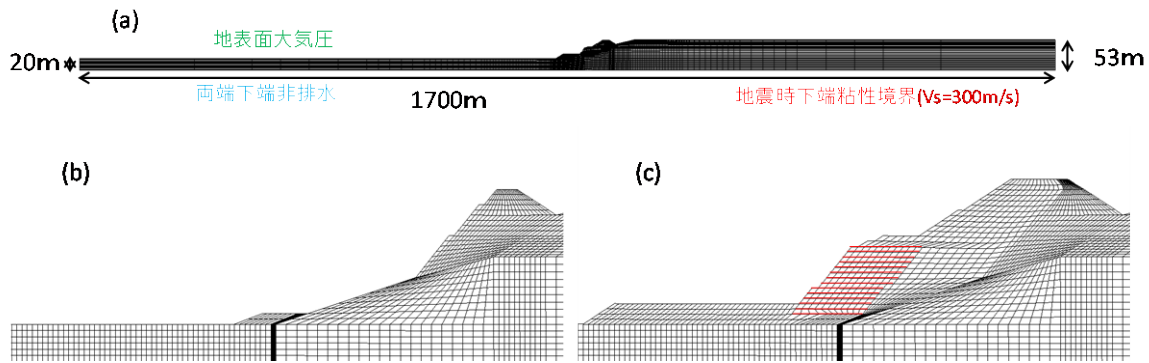 (a)
地表面大気圧
20m
53m
両端下端非排水
1700m
地震時下端粘性境界(Vs=300m/s)
(b)
(c)